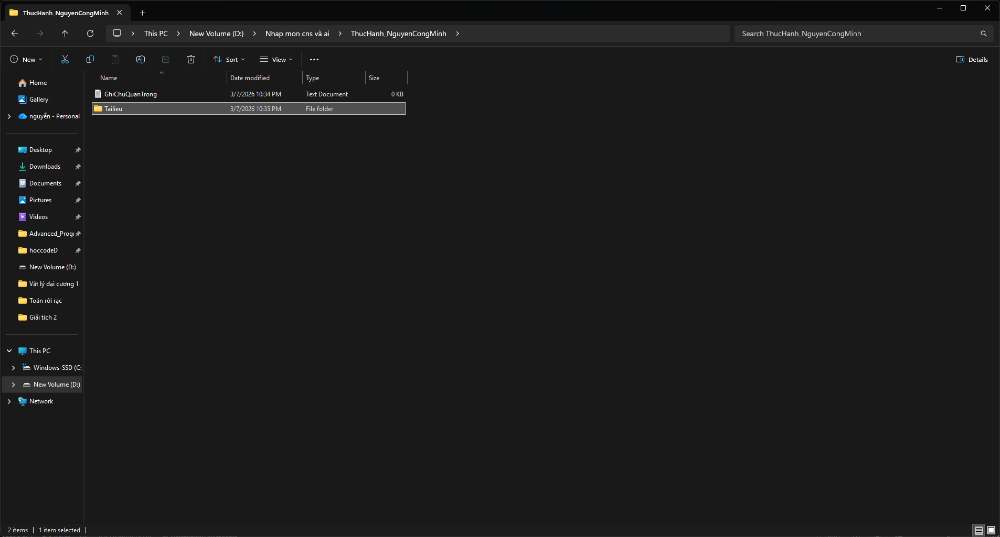 ThucHanh_NguyenCongMinh
This PC > New Volume (D:) > Nhap mon cns và ai > ThucHanh_NguyenCongMinh >
Search ThucHanh_NguyenCongMinh
New
Sort
View
Details
Home
Gallery
nguyễn - Personal
Desktop
Downloads
Documents
Pictures
Videos
Advanced_Progr
hoccodeD
New Volume (D:)
Vật lý đại cương 1
Toán rời rạc
Giải tích 2
This PC
Windows-SSD (C:
New Volume (D:)
Network
Name Date modified Type Size
GhiChuQuanTrong 3/7/2026 10:34 PM Text Document 0 KB
Tailieu 3/7/2026 10:35 PM File folder
2 items | 1 item selected |